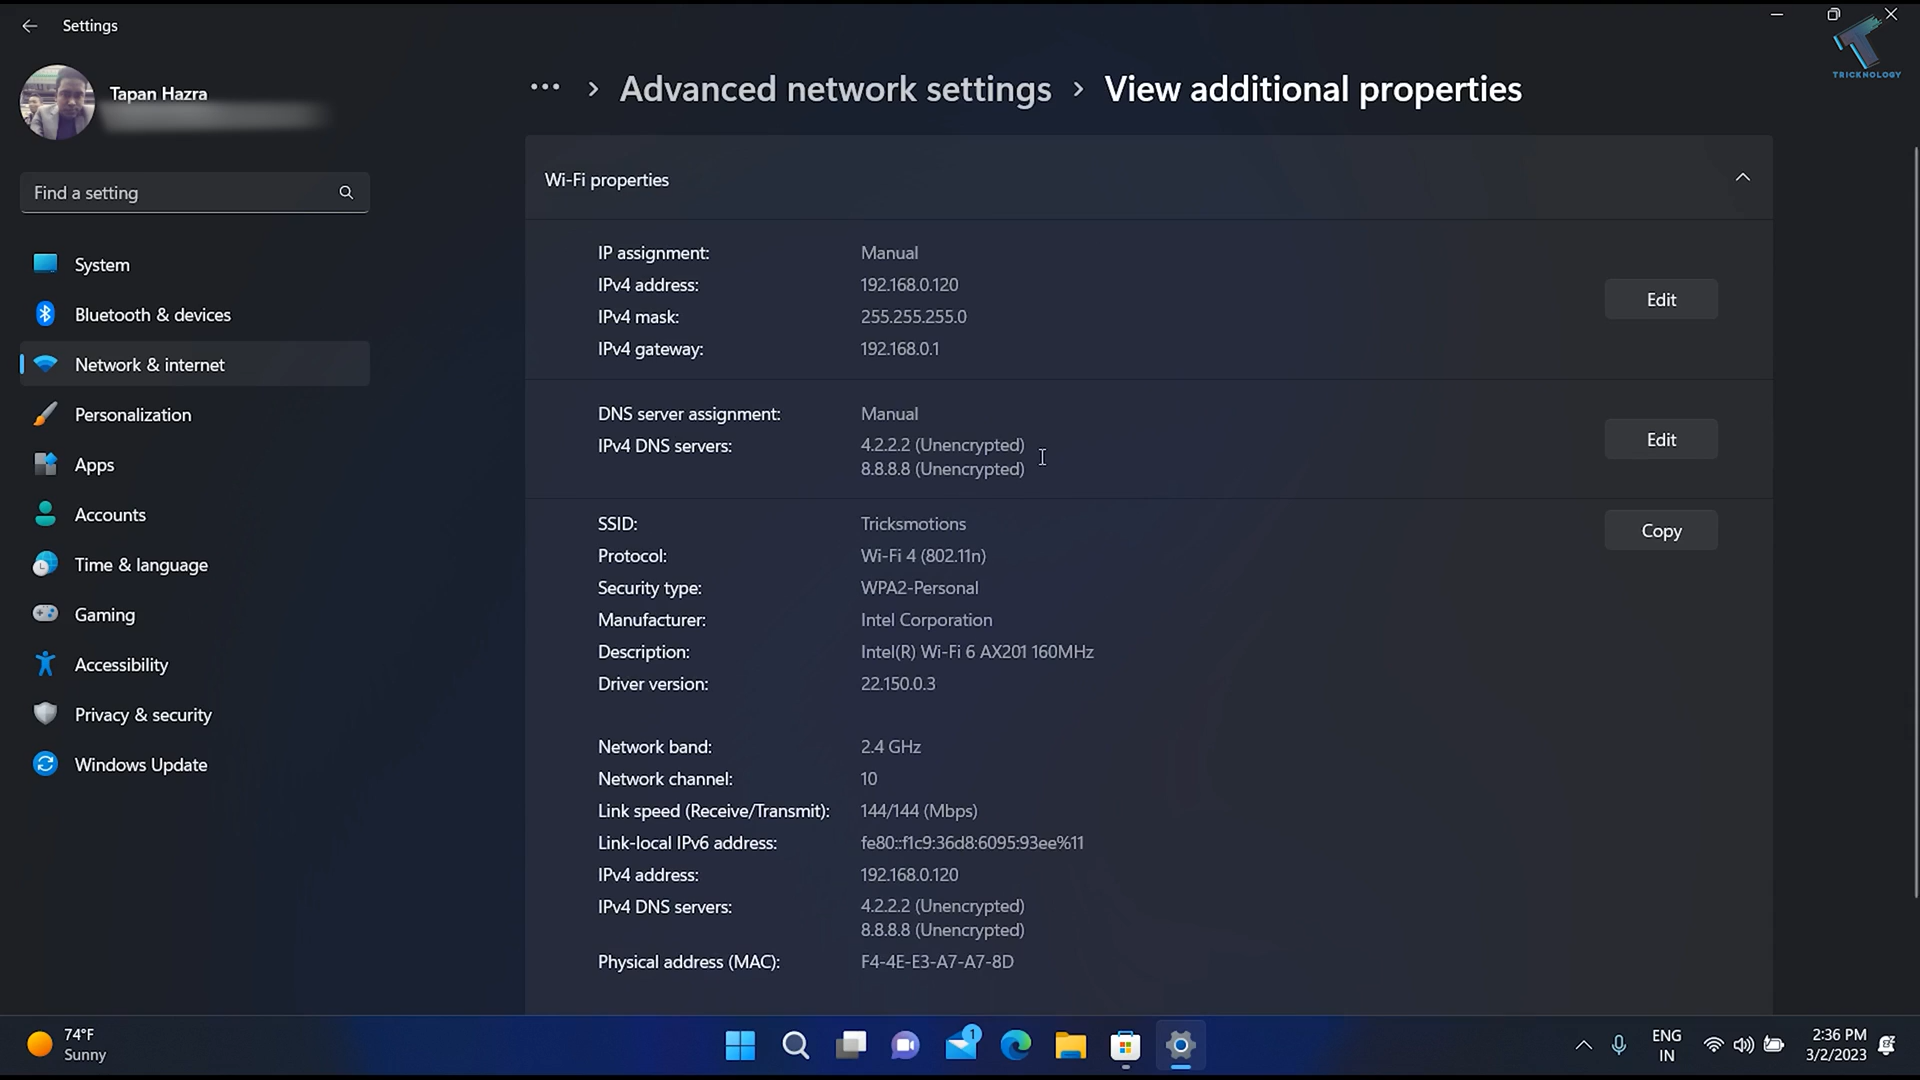 Settings
TRICKNOLOGY
Tapan Hazra
Find a setting
System
Bluetooth & devices
Network & internet
Personalization
Apps
Accounts
Time & language
Gaming
Accessibility
Privacy & security
Windows Update
... > Advanced network settings > View additional properties
Wi-Fi properties
IP assignment: Manual
IPv4 address: 192.168.0.120
IPv4 mask: 255.255.255.0
IPv4 gateway: 192.168.0.1
Edit
DNS server assignment: Manual
IPv4 DNS servers: 4.2.2.2 (Unencrypted)
8.8.8.8 (Unencrypted)
Edit
SSID: Tricksmotions
Copy
Protocol: Wi-Fi 4 (802.11n)
Security type: WPA2-Personal
Manufacturer: Intel Corporation
Description: Intel(R) Wi-Fi 6 AX201 160MHz
Driver version: 22.150.0.3
Network band: 2.4 GHz
Network channel: 10
Link speed (Receive/Transmit): 144/144 (Mbps)
Link-local IPv6 address: fe80::f1c9:36d8:6095:93ee%11
IPv4 address: 192.168.0.120
IPv4 DNS servers: 4.2.2.2 (Unencrypted)
8.8.8.8 (Unencrypted)
Physical address (MAC): F4-4E-E3-A7-A7-8D
74°F
Sunny
1
ENG
IN
2:36 PM
3/2/2023